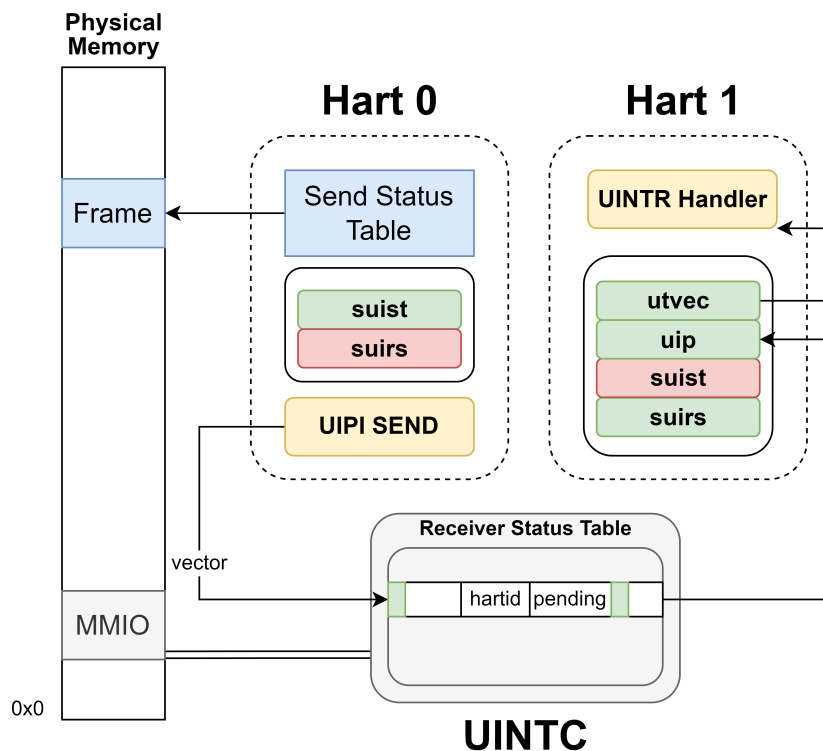 Physical
Memory
Hart 0
Hart 1
Frame
Send Status
Table
UINTR Handler
suist
suirs
utvec
uip
suist
suirs
UIPI SEND
Receiver Status Table
vector
hartid
pending
MMIO
0x0
UINTC